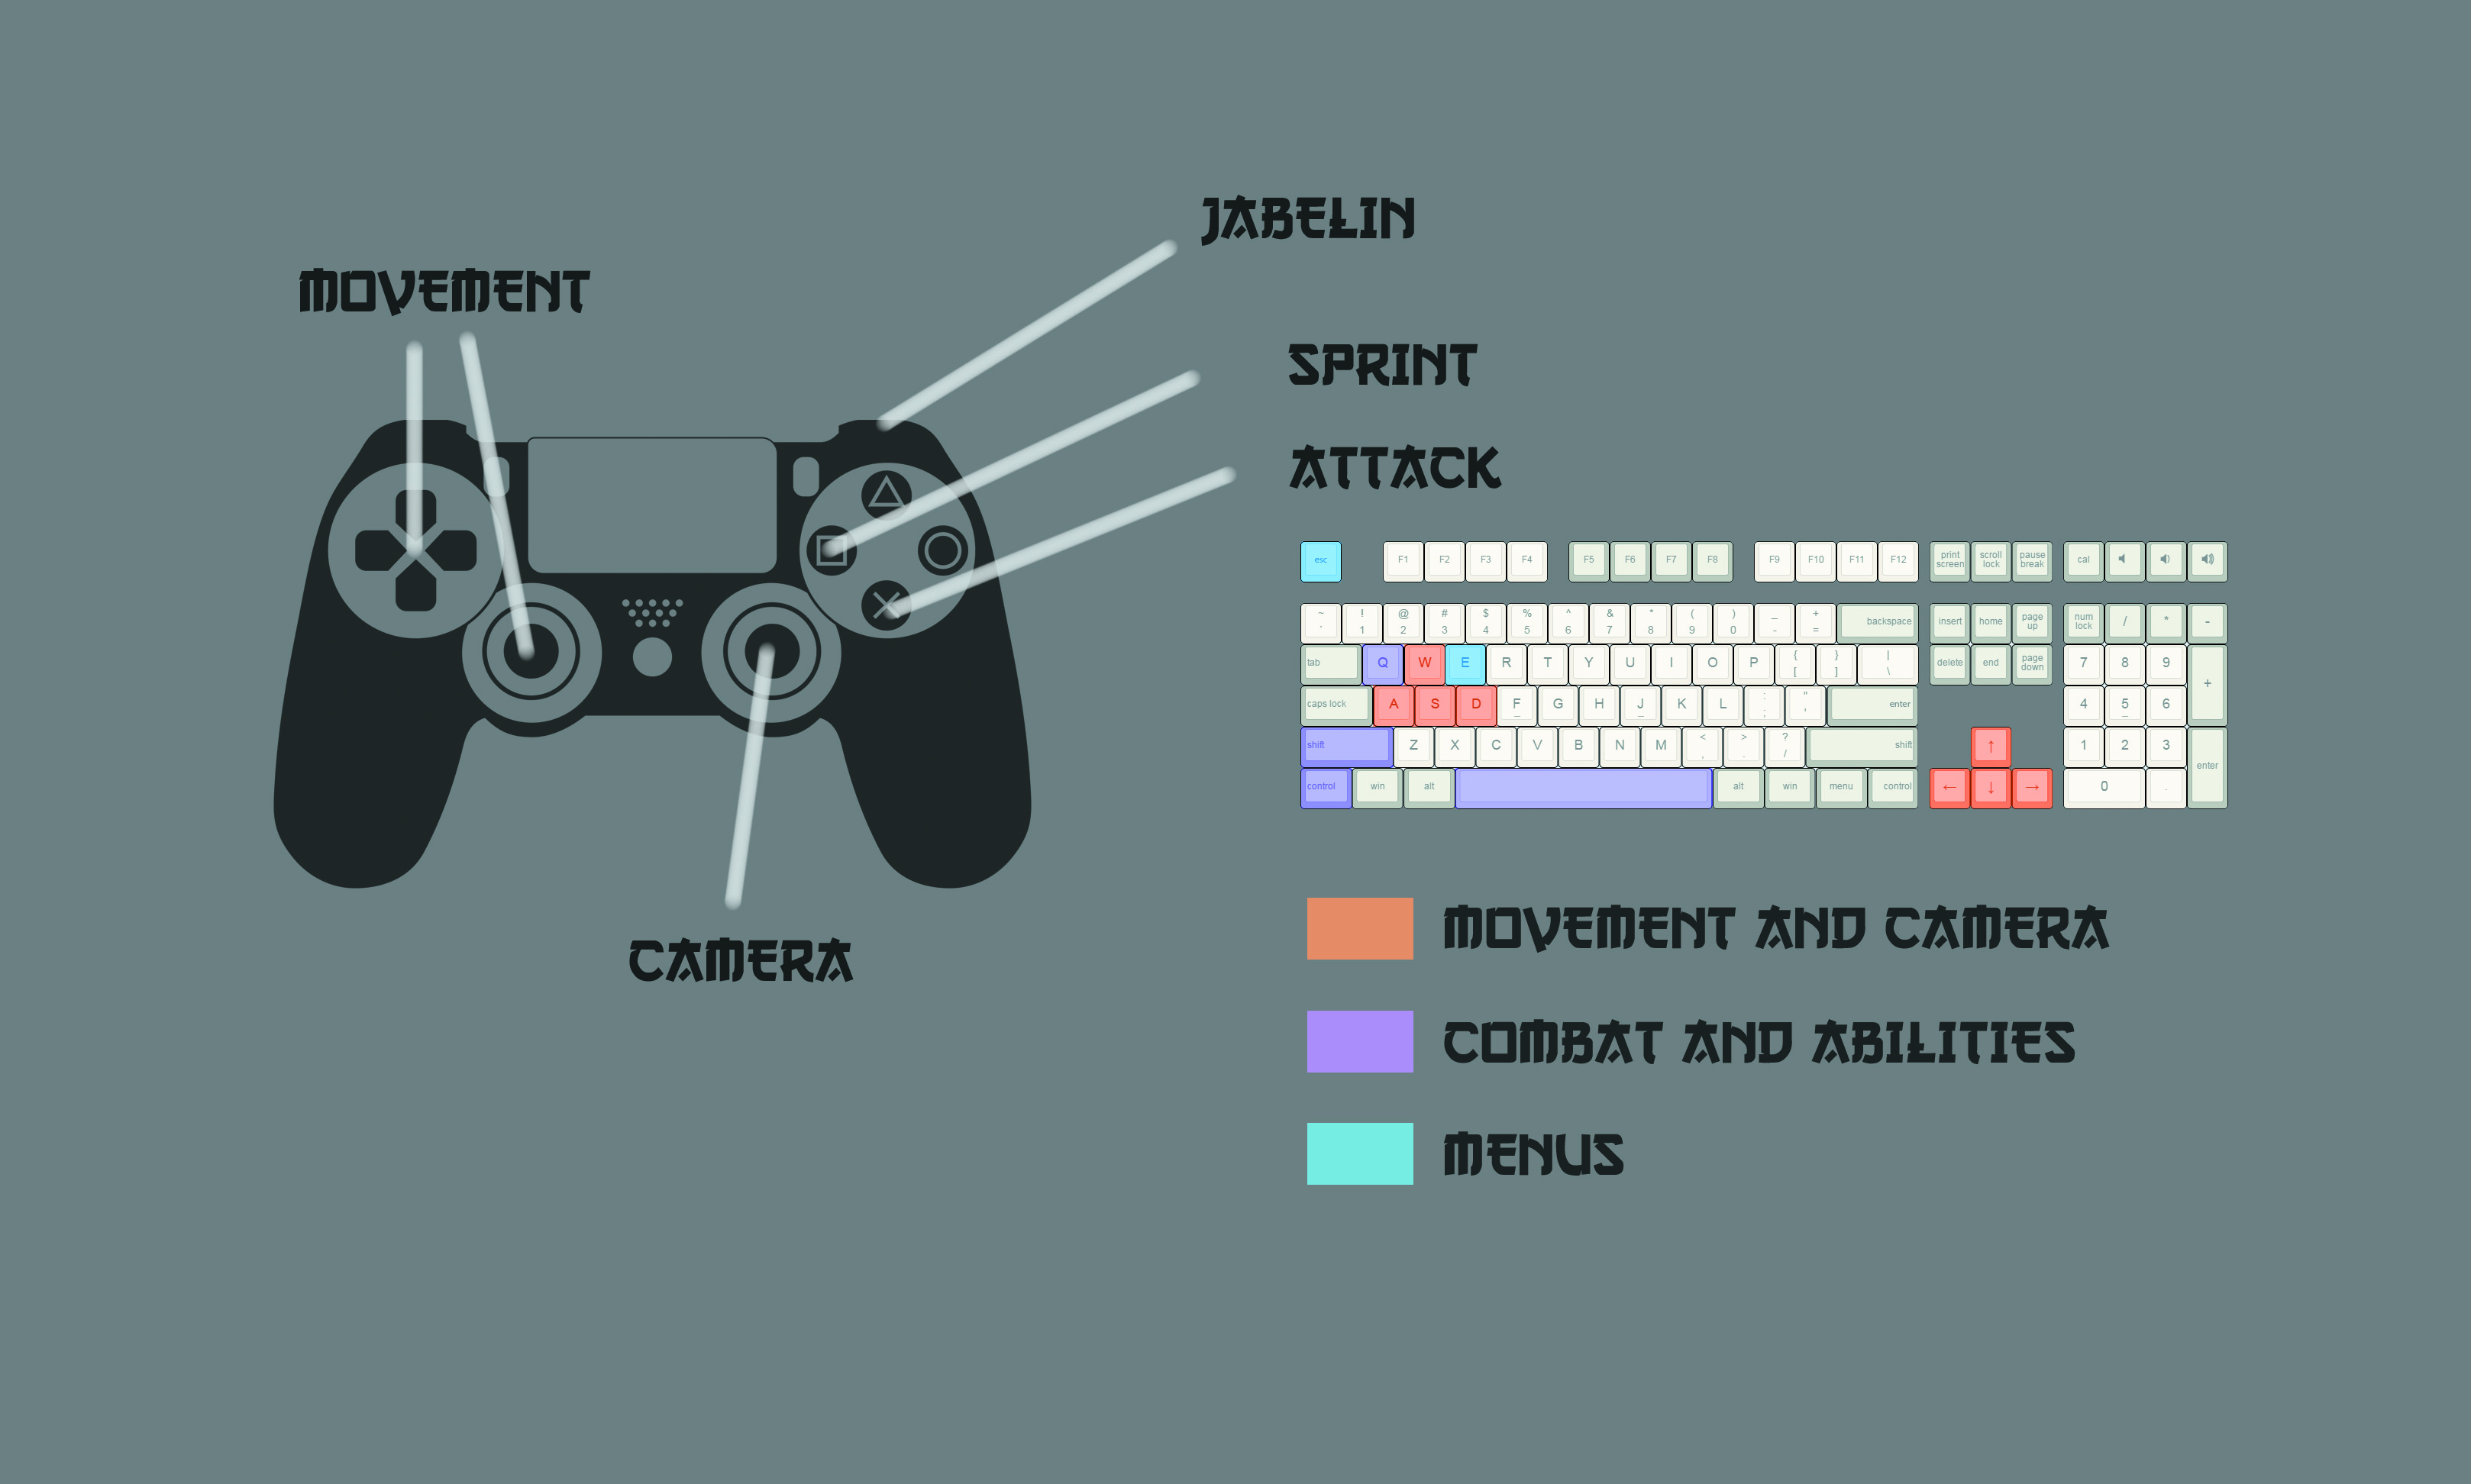 JABELIN
MOVEMENT
SPRINT
ATTACK
CAMERA
esc F1 F2 F3 F4 F5 F6 F7 F8 F9 F10 F11 F12 print screen scroll lock pause break cal
~ ` ! 1 @ 2 # 3 $ 4 % 5 ^ 6 & 7 * 8 ( 9 ) 0 _ - + = backspace insert home page up num lock / * -
tab Q W E R T Y U I O P { [ } ] | \ delete end page down 7 8 9 +
caps lock A S D F G H J K L : ; " ' enter 4 5 6
shift Z X C V B N M < , > . ? / shift ↑ 1 2 3 enter
control win alt alt win menu control ← ↓ → 0 .
MOVEMENT AND CAMERA
COMBAT AND ABILITIES
MENUS